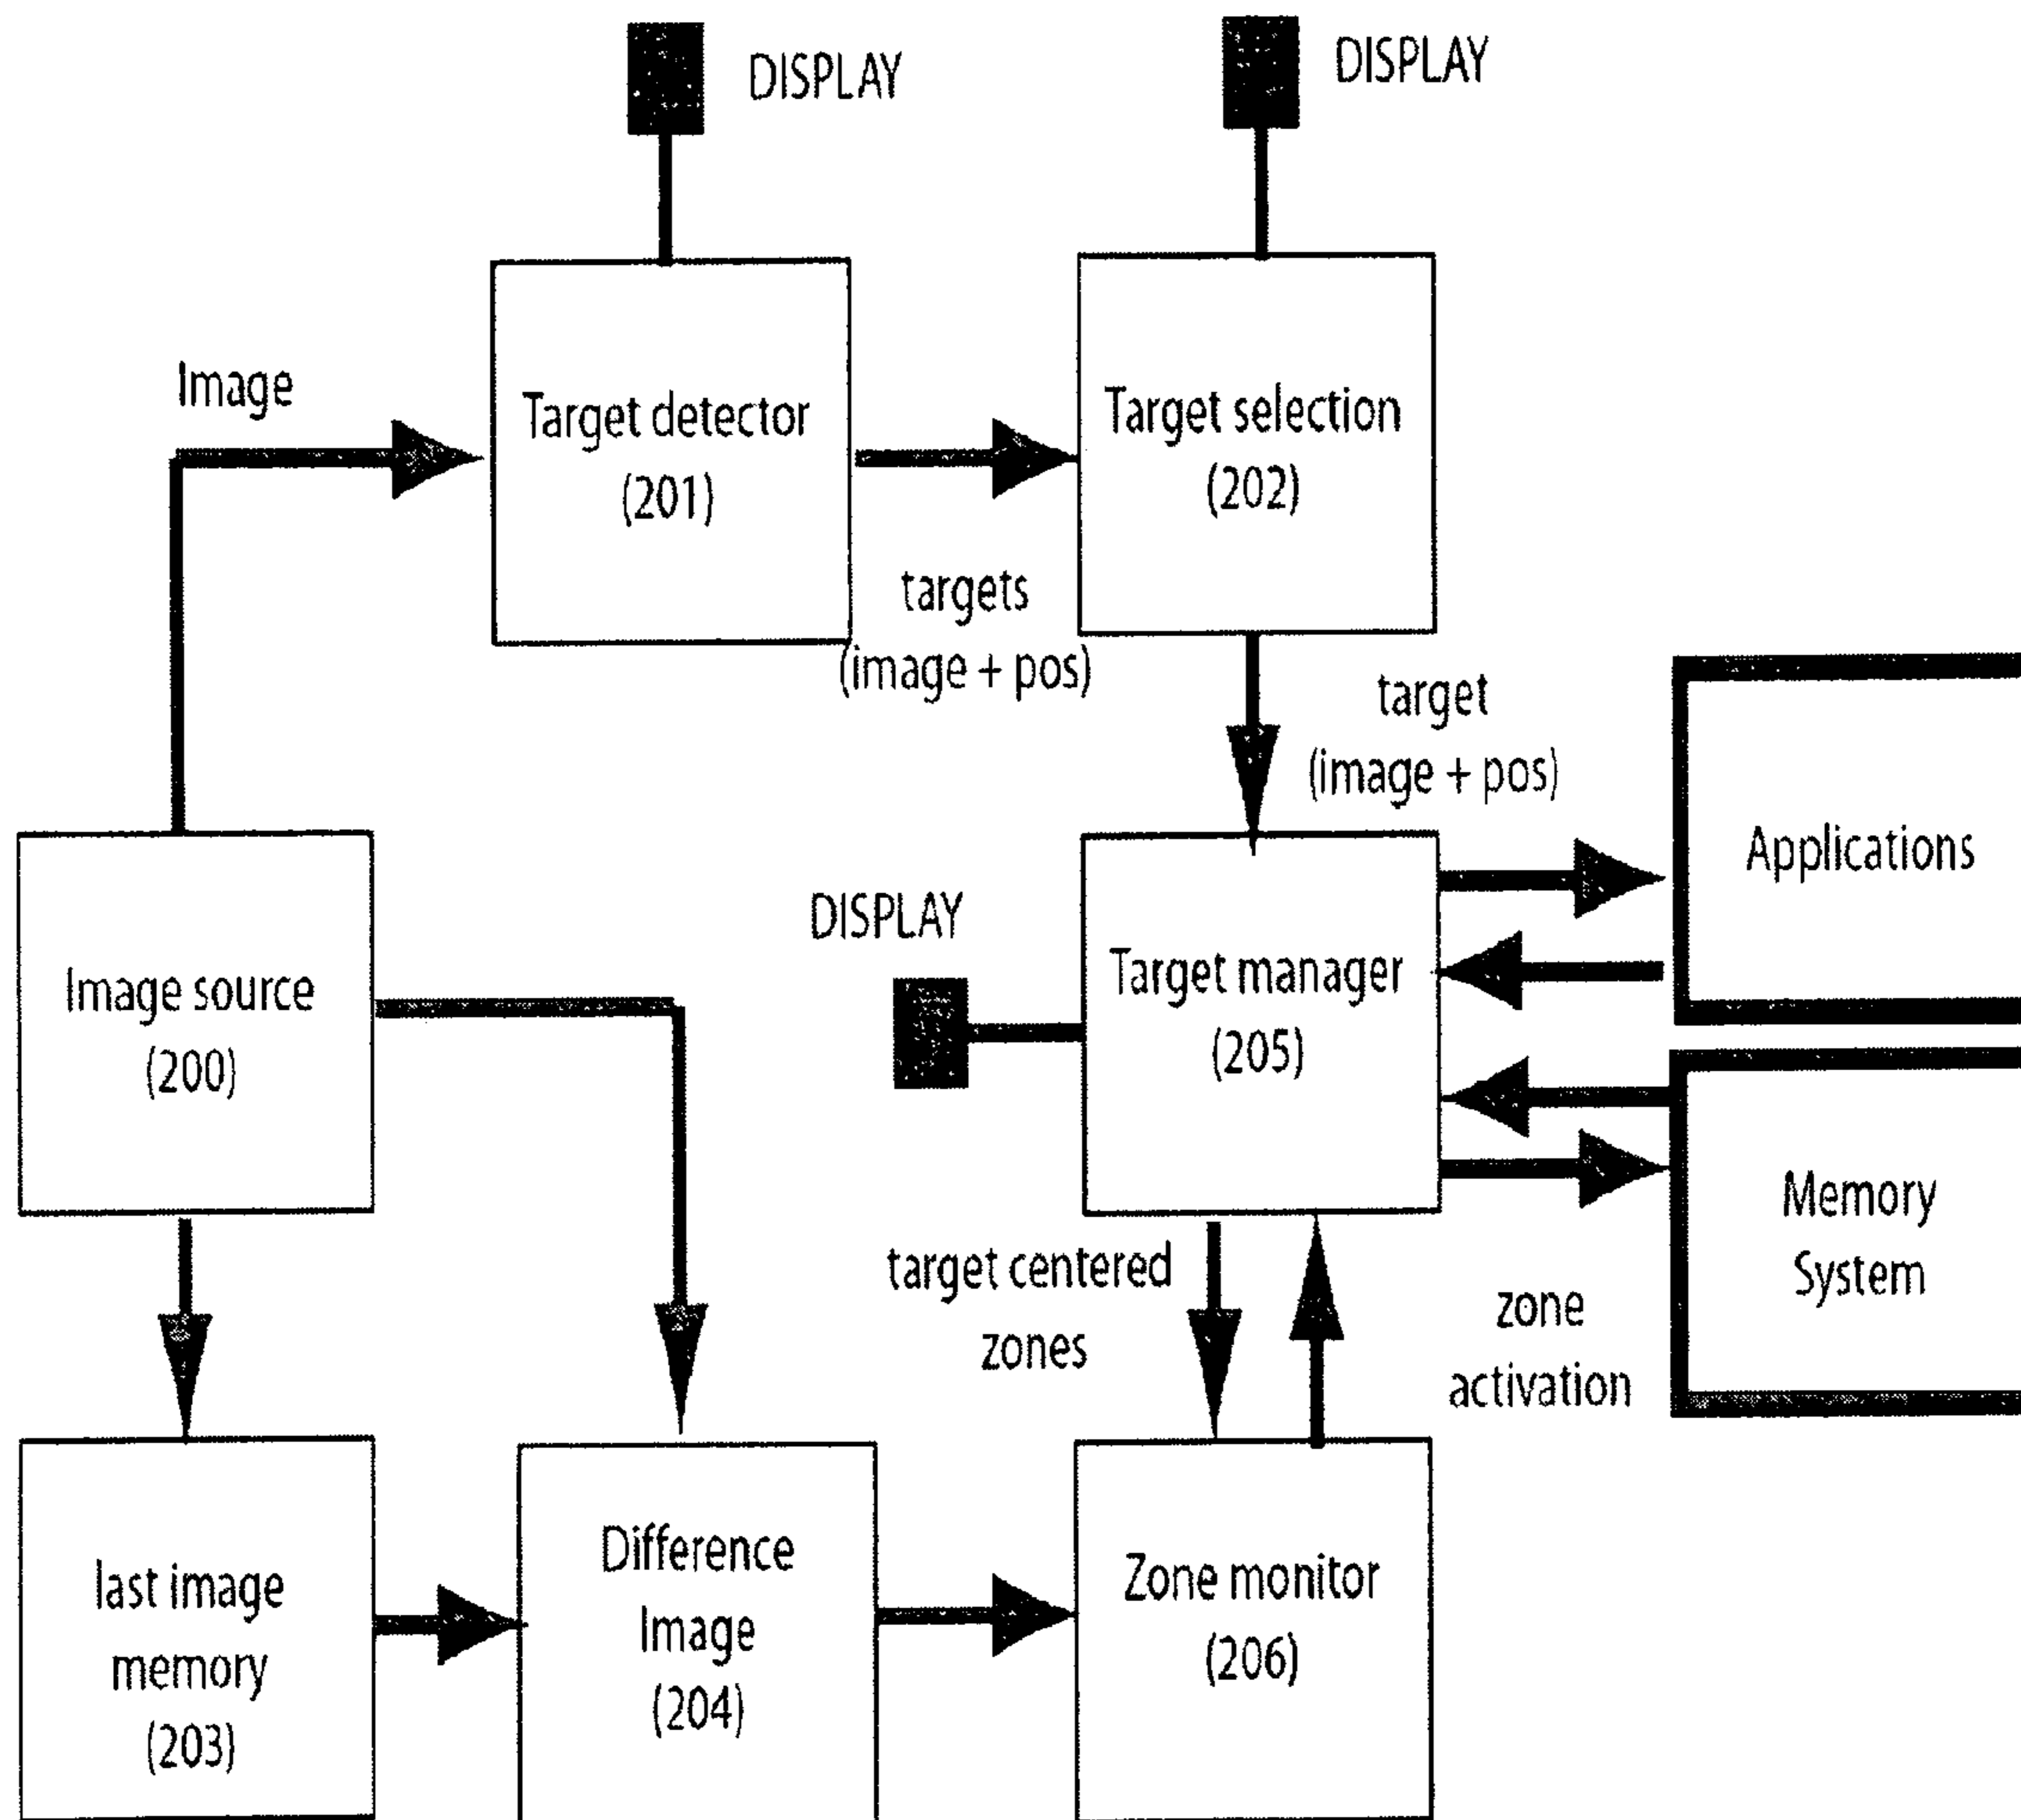 DISPLAY
DISPLAY
Image
Target detector
(201)
Target selection
(202)
targets
(image + pos)
target
(image + pos)
Applications
Image source
(200)
DISPLAY
Target manager
(205)
Memory
System
target centered
zones
zone
activation
last image
memory
(203)
Difference
Image
(204)
Zone monitor
(206)